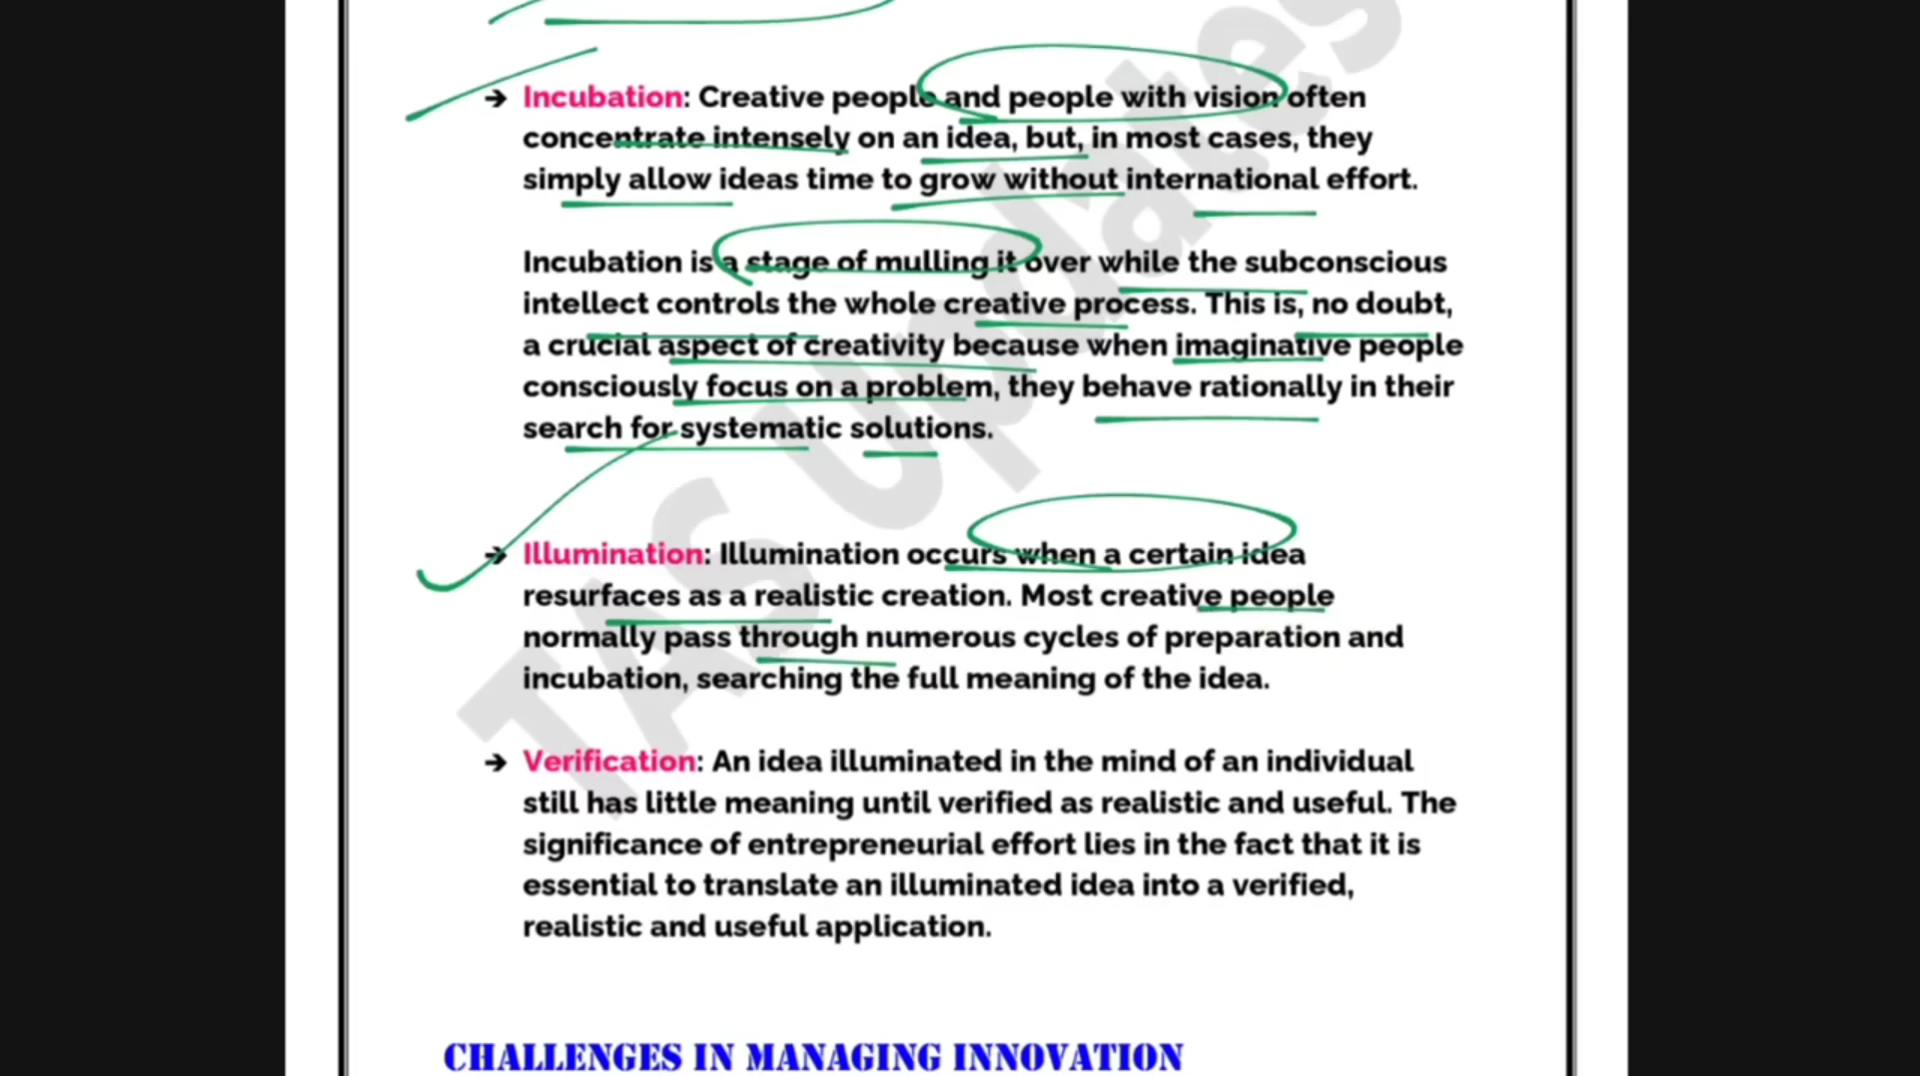 ➔ Incubation: Creative people and people with vision often
concentrate intensely on an idea, but, in most cases, they
simply allow ideas time to grow without international effort.
Incubation is a stage of mulling it over while the subconscious
intellect controls the whole creative process. This is, no doubt,
a crucial aspect of creativity because when imaginative people
consciously focus on a problem, they behave rationally in their
search for systematic solutions.
➔ Illumination: Illumination occurs when a certain idea
resurfaces as a realistic creation. Most creative people
normally pass through numerous cycles of preparation and
incubation, searching the full meaning of the idea.
➔ Verification: An idea illuminated in the mind of an individual
still has little meaning until verified as realistic and useful. The
significance of entrepreneurial effort lies in the fact that it is
essential to translate an illuminated idea into a verified,
realistic and useful application.
CHALLENGES IN MANAGING INNOVATION
TAS Updates